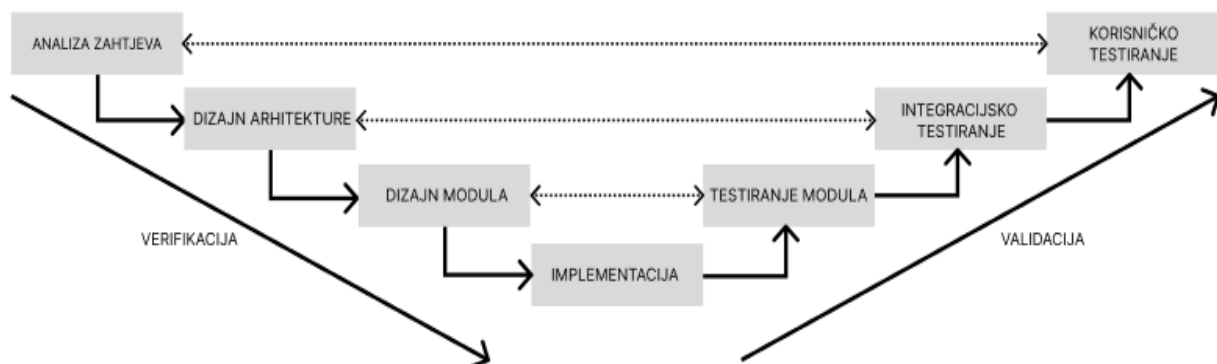 ANALIZA ZAHTJEVA
KORISNIČKO
TESTIRANJE
DIZAJN ARHITEKTURE
INTEGRACIJSKO
TESTIRANJE
DIZAJN MODULA
TESTIRANJE MODULA
VERIFIKACIJA
VALIDACIJA
IMPLEMENTACIJA